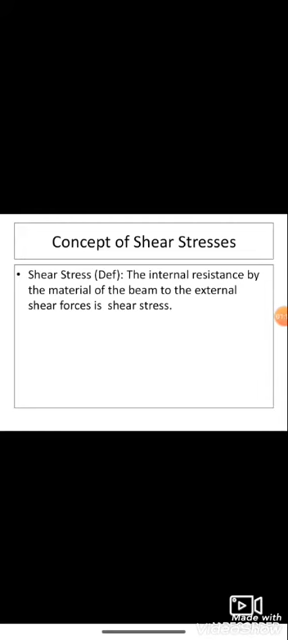 Concept of Shear Stresses
• Shear Stress (Def): The internal resistance by
the material of the beam to the external
shear forces is shear stress.
Made with